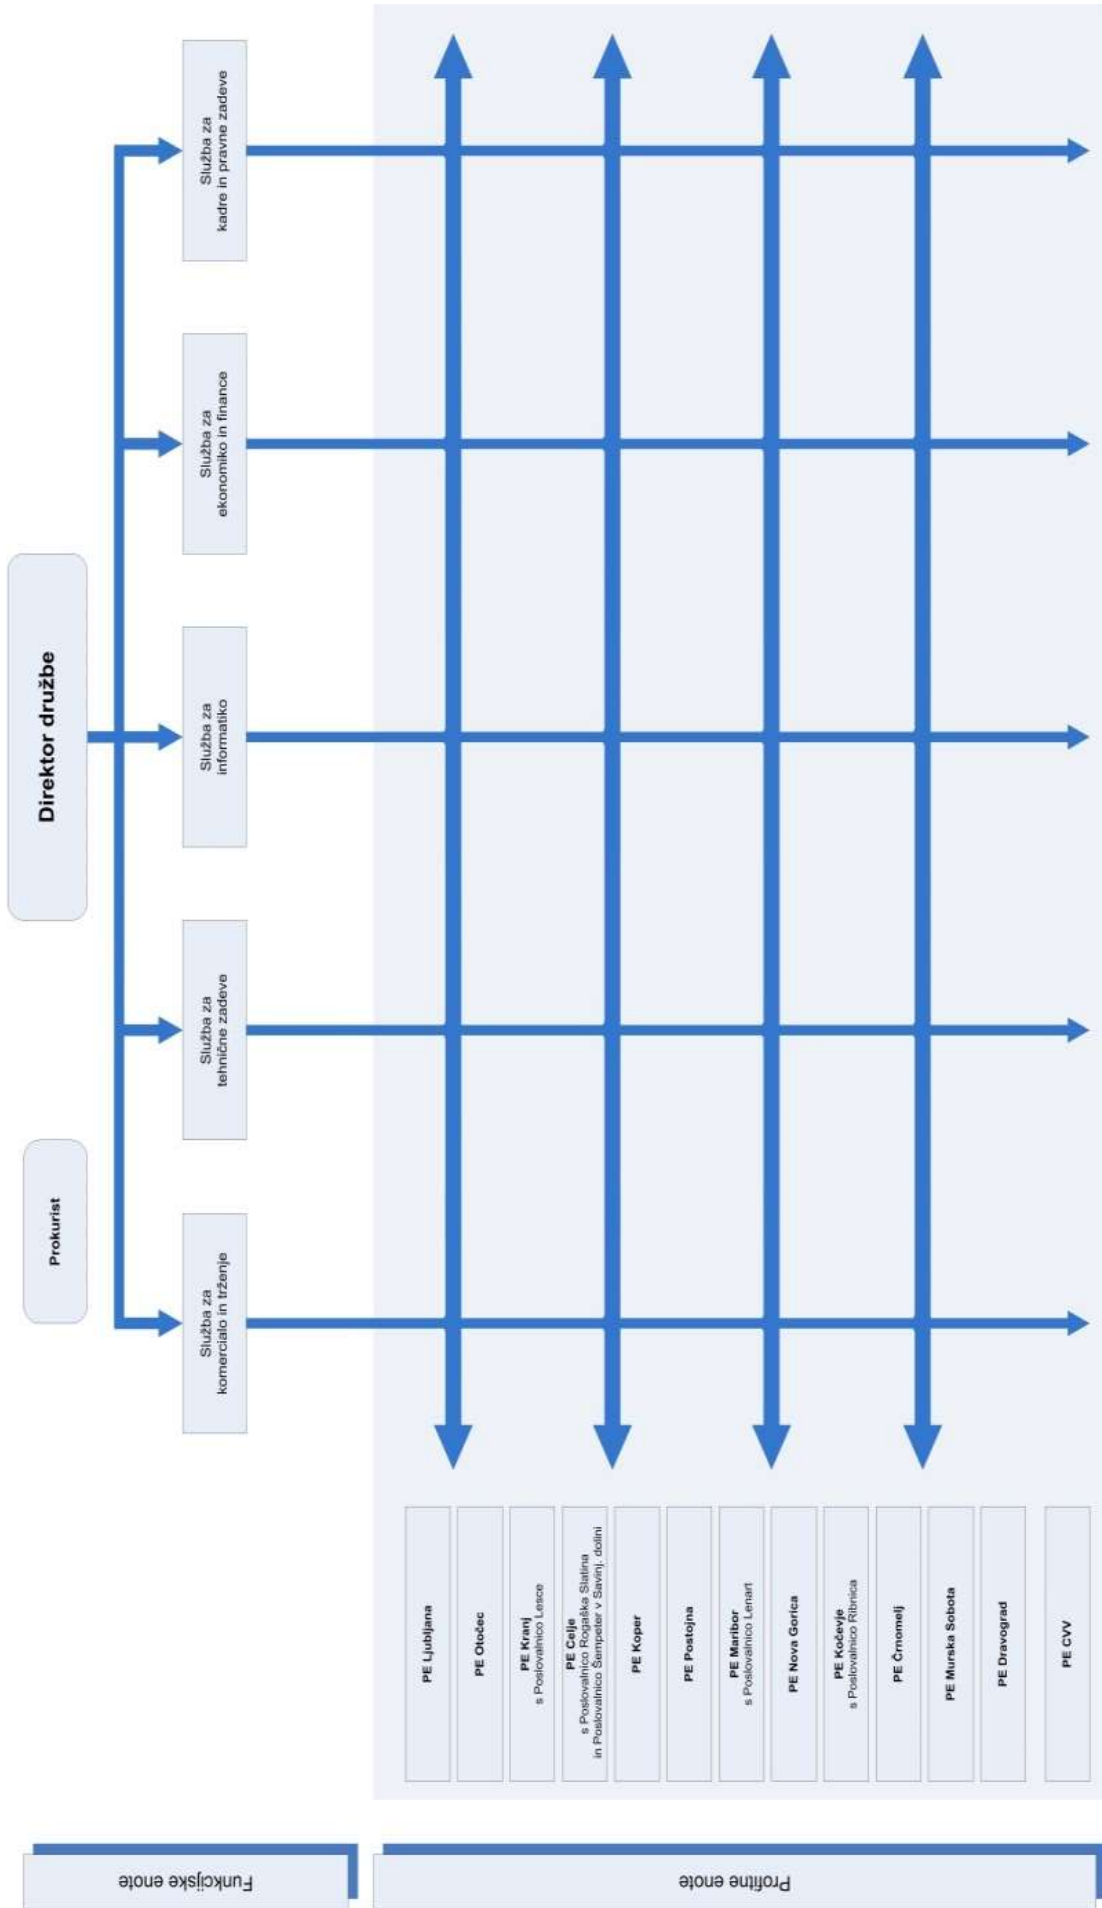 Direktor družbe
Prokurist
Služba za
komercialo in trženje
Služba za
tehnične zadeve
Služba za
informatiko
Služba za
ekonomiko in finance
Služba za
kadre in pravne zadeve
Funkcijske enote
Profitne enote
PE Ljubljana
PE Otočec
PE Kranj
s Poslovalnico Lesce
PE Celje
s Poslovalnico Rogaška Slatina
in Poslovalnico Šempeter v Savinj. dolini
PE Koper
PE Postojna
PE Maribor
s Poslovalnico Lenart
PE Nova Gorica
PE Kočevje
s Poslovalnico Ribnica
PE Črnomelj
PE Murska Sobota
PE Dravograd
PE CVV